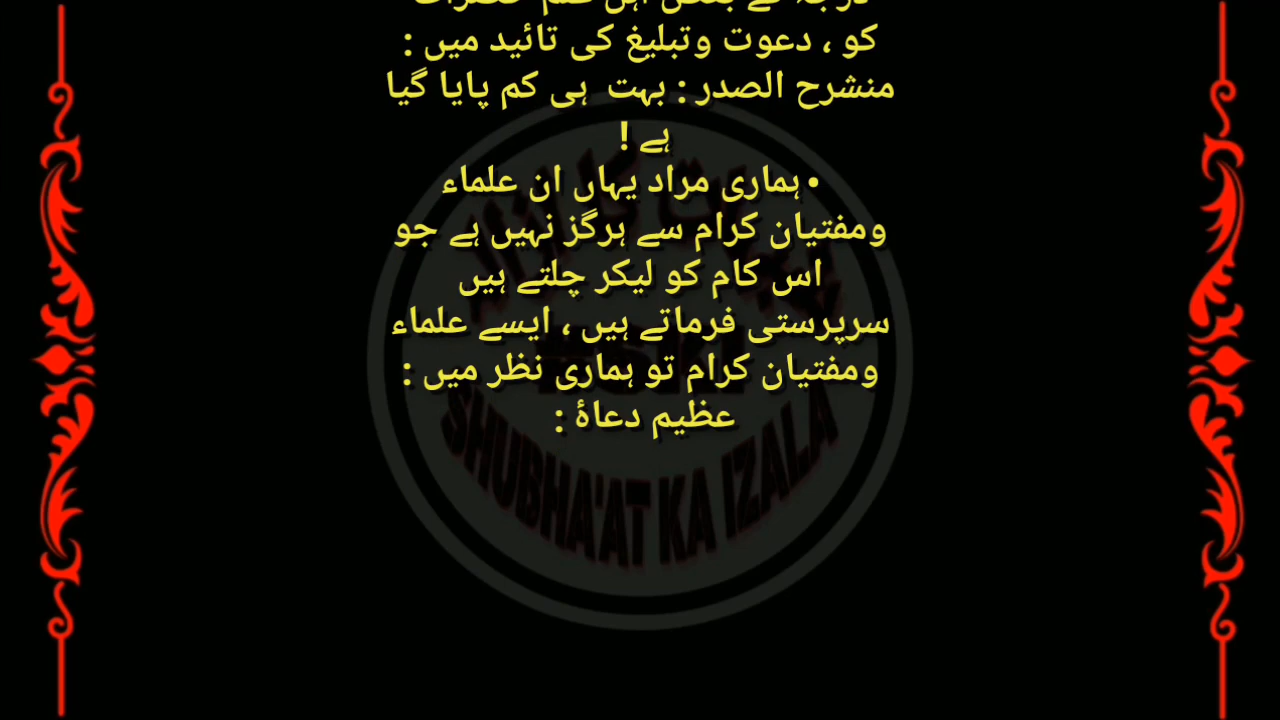 کو ، دعوت وتبلیغ کی تائید میں :
منشرح الصدر : بہت ہی کم پایا گیا
ہے !
• ہماری مراد یہاں ان علماء
ومفتیان کرام سے ہرگز نہیں ہے جو
اس کام کو لیکر چلتے ہیں
سرپرستی فرماتے ہیں ، ایسے علماء
ومفتیان کرام تو ہماری نظر میں :
عظیم دعاۃ :
SHUBHA'AT KA IZALA